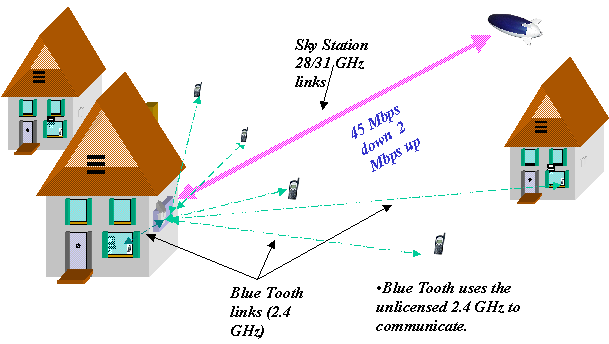 Sky Station
28/31 GHz
links
45 Mbps
down 2
Mbps up
Blue Tooth
links (2.4
GHz)
•Blue Tooth uses the
unlicensed 2.4 GHz to
communicate.